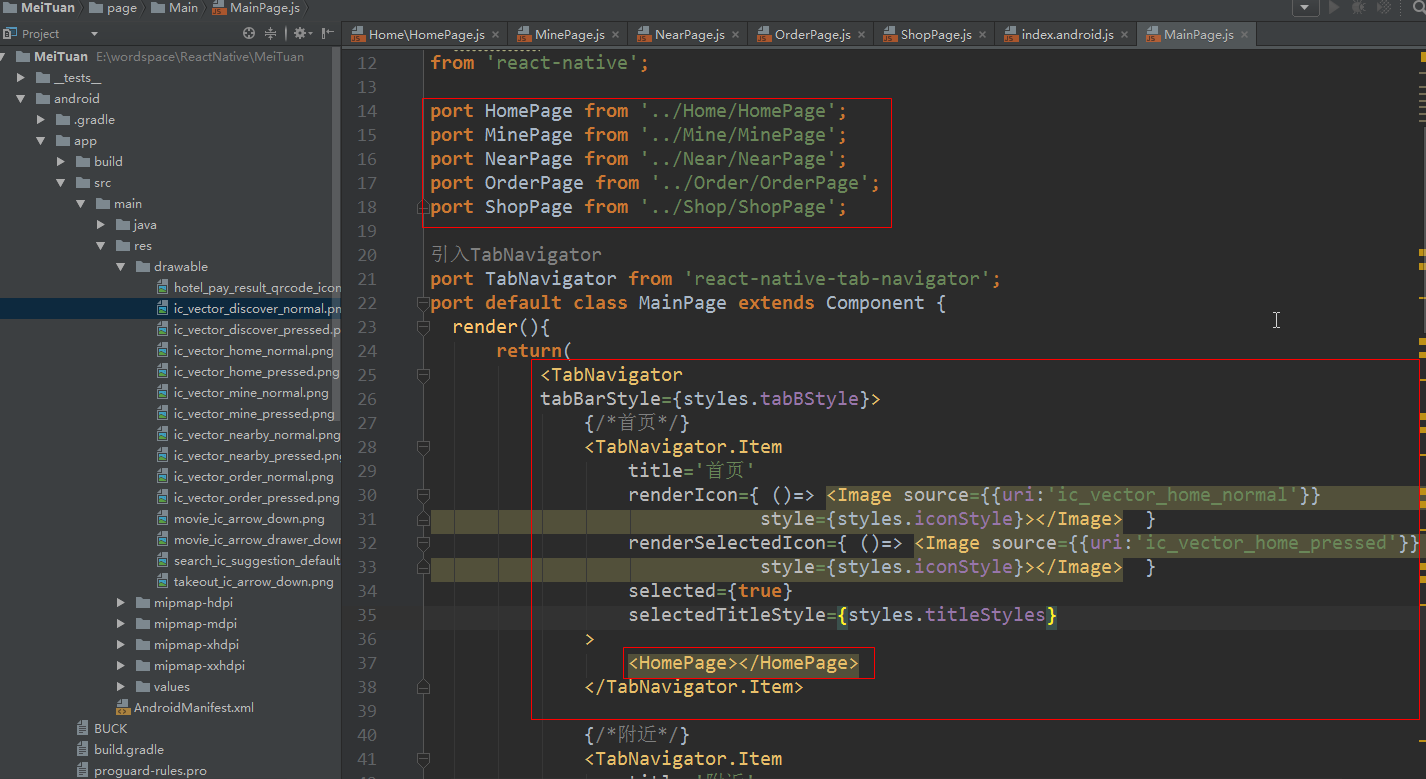 MeiTuan page Main MainPage.js
Project
Home\HomePage.js MinePage.js NearPage.js OrderPage.js ShopPage.js index.android.js MainPage.js
MeiTuan E:\wordspace\ReactNative\MeiTuan
__tests__
android
.gradle
app
build
src
main
java
res
drawable
hotel_pay_result_qrcode_icon
ic_vector_discover_normal.pn
ic_vector_discover_pressed.p
ic_vector_home_normal.png
ic_vector_home_pressed.png
ic_vector_mine_normal.png
ic_vector_mine_pressed.png
ic_vector_nearby_normal.png
ic_vector_nearby_pressed.pn
ic_vector_order_normal.png
ic_vector_order_pressed.png
movie_ic_arrow_down.png
movie_ic_arrow_drawer_down
search_ic_suggestion_default
takeout_ic_arrow_down.png
mipmap-hdpi
mipmap-mdpi
mipmap-xhdpi
mipmap-xxhdpi
values
AndroidManifest.xml
BUCK
build.gradle
proguard-rules.pro
12 from 'react-native';
13
14 port HomePage from '../Home/HomePage';
15 port MinePage from '../Mine/MinePage';
16 port NearPage from '../Near/NearPage';
17 port OrderPage from '../Order/OrderPage';
18 port ShopPage from '../Shop/ShopPage';
19
20 引入TabNavigator
21 port TabNavigator from 'react-native-tab-navigator';
22 port default class MainPage extends Component {
23 render(){
24 return(
25 <TabNavigator
26 tabBarStyle={styles.tabBStyle}>
27 {/*首页*/}
28 <TabNavigator.Item
29 title='首页'
30 renderIcon={ ()=> <Image source={{uri:'ic_vector_home_normal'}}
31 style={styles.iconStyle}></Image> }
32 renderSelectedIcon={ ()=> <Image source={{uri:'ic_vector_home_pressed'}}
33 style={styles.iconStyle}></Image> }
34 selected={true}
35 selectedTitleStyle={styles.titleStyles}
36 >
37 <HomePage></HomePage>
38 </TabNavigator.Item>
39
40 {/*附近*/}
41 <TabNavigator.Item